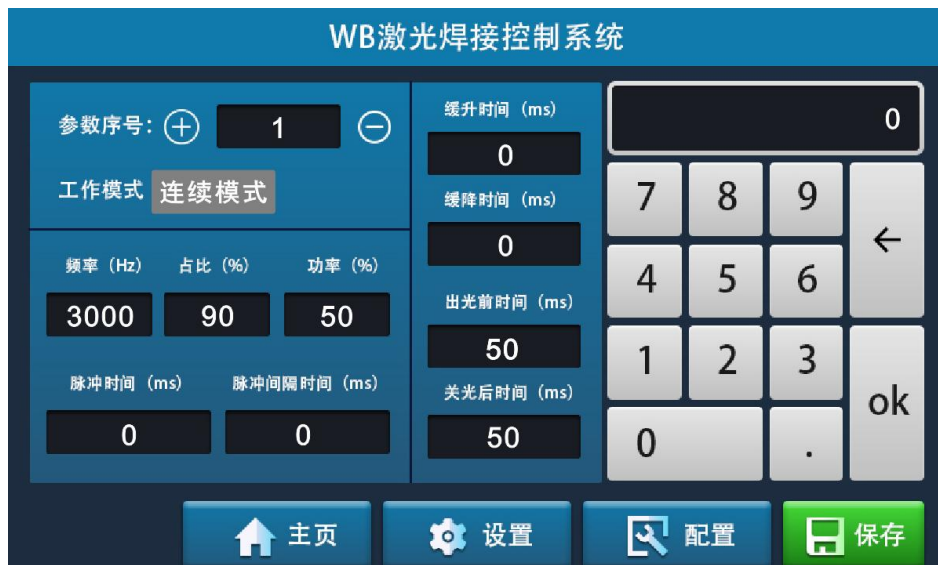 WB激光焊接控制系统
参数序号: 1
工作模式 连续模式
频率（Hz） 占比（%） 功率（%）
3000 90 50
脉冲时间（ms） 脉冲间隔时间（ms）
0 0
缓升时间（ms）
0
缓降时间（ms）
0
出光前时间（ms）
50
关光后时间（ms）
50
0
7 8 9 ←
4 5 6
1 2 3 ok
0 .
主页 设置 配置 保存